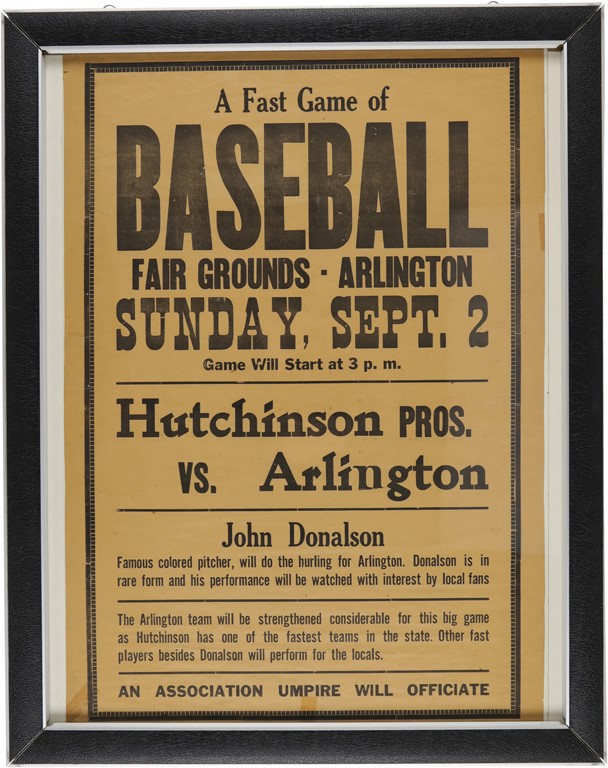 A Fast Game of
BASEBALL
FAIR GROUNDS · ARLINGTON
SUNDAY, SEPT. 2
Game Will Start at 3 p. m.
Hutchinson PROS.
VS. Arlington
John Donalson
Famous colored pitcher, will do the hurling for Arlington. Donalson is in
rare form and his performance will be watched with interest by local fans
The Arlington team will be strengthened considerable for this big game
as Hutchinson has one of the fastest teams in the state. Other fast
players besides Donalson will perform for the locals.
AN ASSOCIATION UMPIRE WILL OFFICIATE